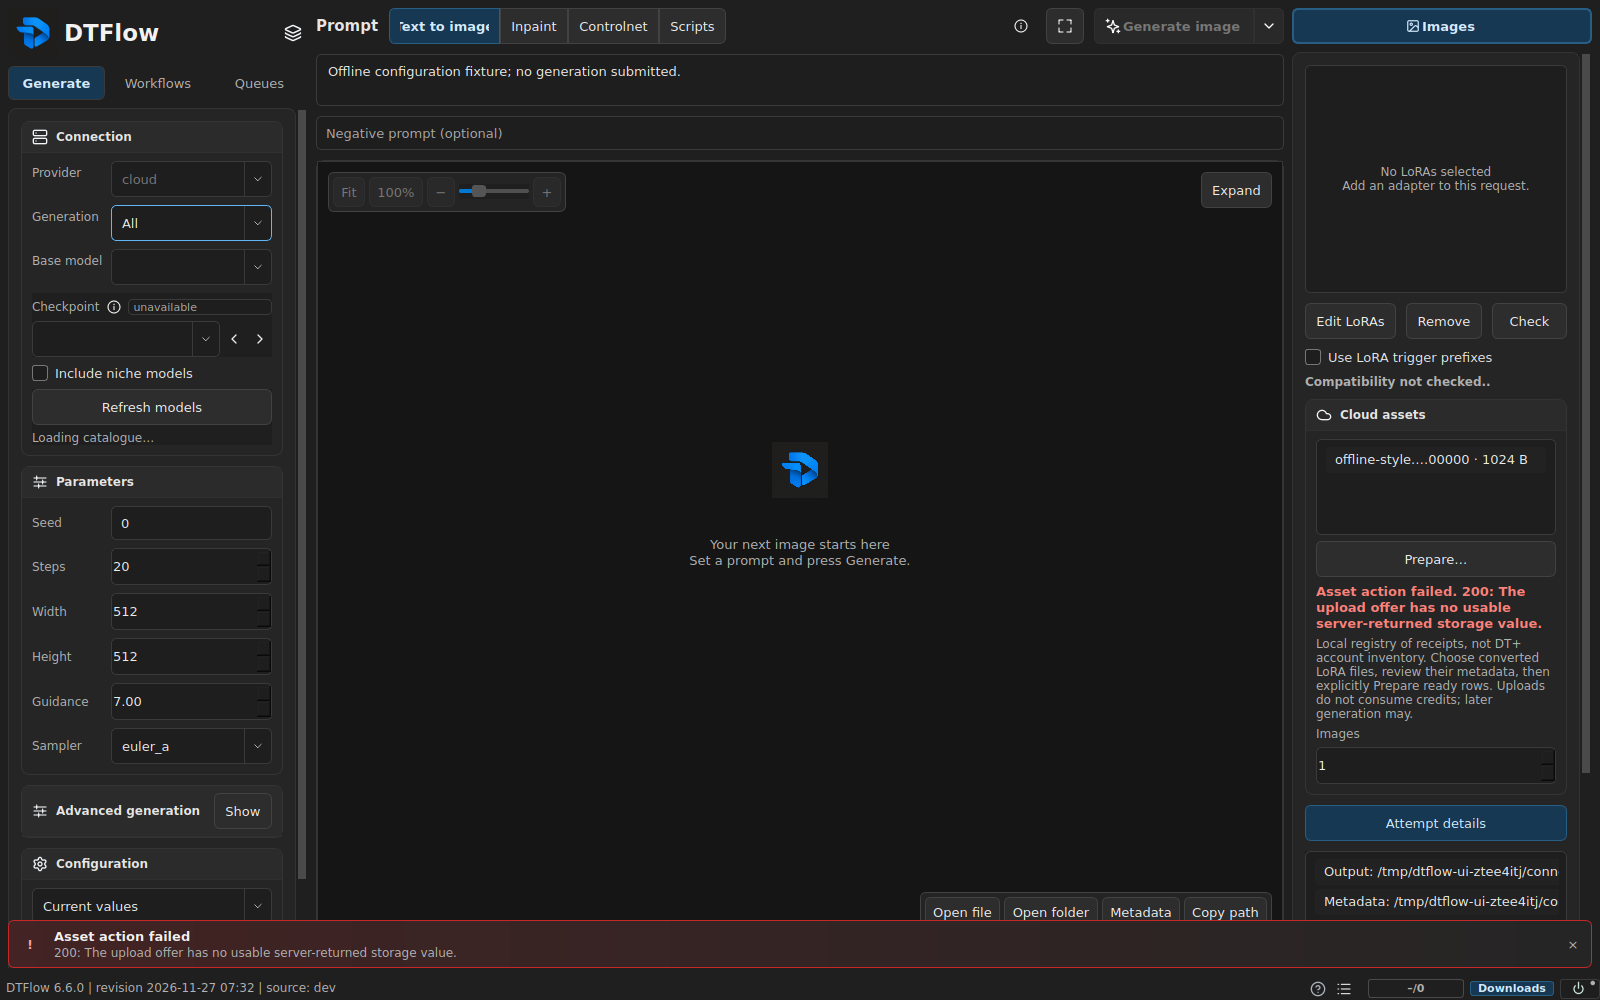 DTFlow
Generate
Workflows
Queues
Connection
Provider
cloud
Generation
All
Base model
Checkpoint
unavailable
Include niche models
Refresh models
Loading catalogue...
Parameters
Seed
0
Steps
20
Width
512
Height
512
Guidance
7.00
Sampler
euler_a
Advanced generation
Show
Configuration
Current values
Prompt
Text to image
Inpaint
Controlnet
Scripts
Generate image
Offline configuration fixture; no generation submitted.
Negative prompt (optional)
Fit
100%
−
+
Expand
Your next image starts here
Set a prompt and press Generate.
Open file
Open folder
Metadata
Copy path
Images
No LoRAs selected
Add an adapter to this request.
Edit LoRAs
Remove
Check
Use LoRA trigger prefixes
Compatibility not checked..
Cloud assets
offline-style....00000 · 1024 B
Prepare...
Asset action failed. 200: The
upload offer has no usable
server-returned storage value.
Local registry of receipts, not DT+
account inventory. Choose converted
LoRA files, review their metadata, then
explicitly Prepare ready rows. Uploads
do not consume credits; later
generation may.
Images
1
Attempt details
Output: /tmp/dtflow-ui-ztee4itj/conn
Metadata: /tmp/dtflow-ui-ztee4itj/co
! Asset action failed
200: The upload offer has no usable server-returned storage value.
×
DTFlow 6.6.0 | revision 2026-11-27 07:32 | source: dev
-/0
Downloads